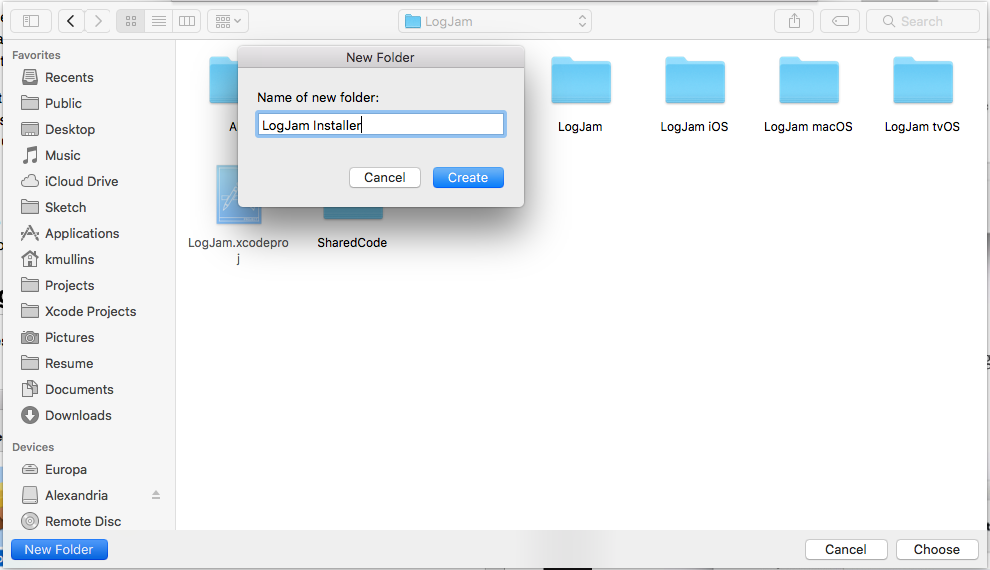 LogJam
Search
New Folder
Name of new folder:
LogJam Installer
Cancel
Create
Favorites
Recents
Public
Desktop
Music
iCloud Drive
Sketch
Applications
kmullins
Projects
Xcode Projects
Pictures
Resume
Documents
Downloads
Devices
Europa
Alexandria
Remote Disc
A
LogJam
LogJam iOS
LogJam macOS
LogJam tvOS
LogJam.xcodepro
j
SharedCode
New Folder
Cancel
Choose